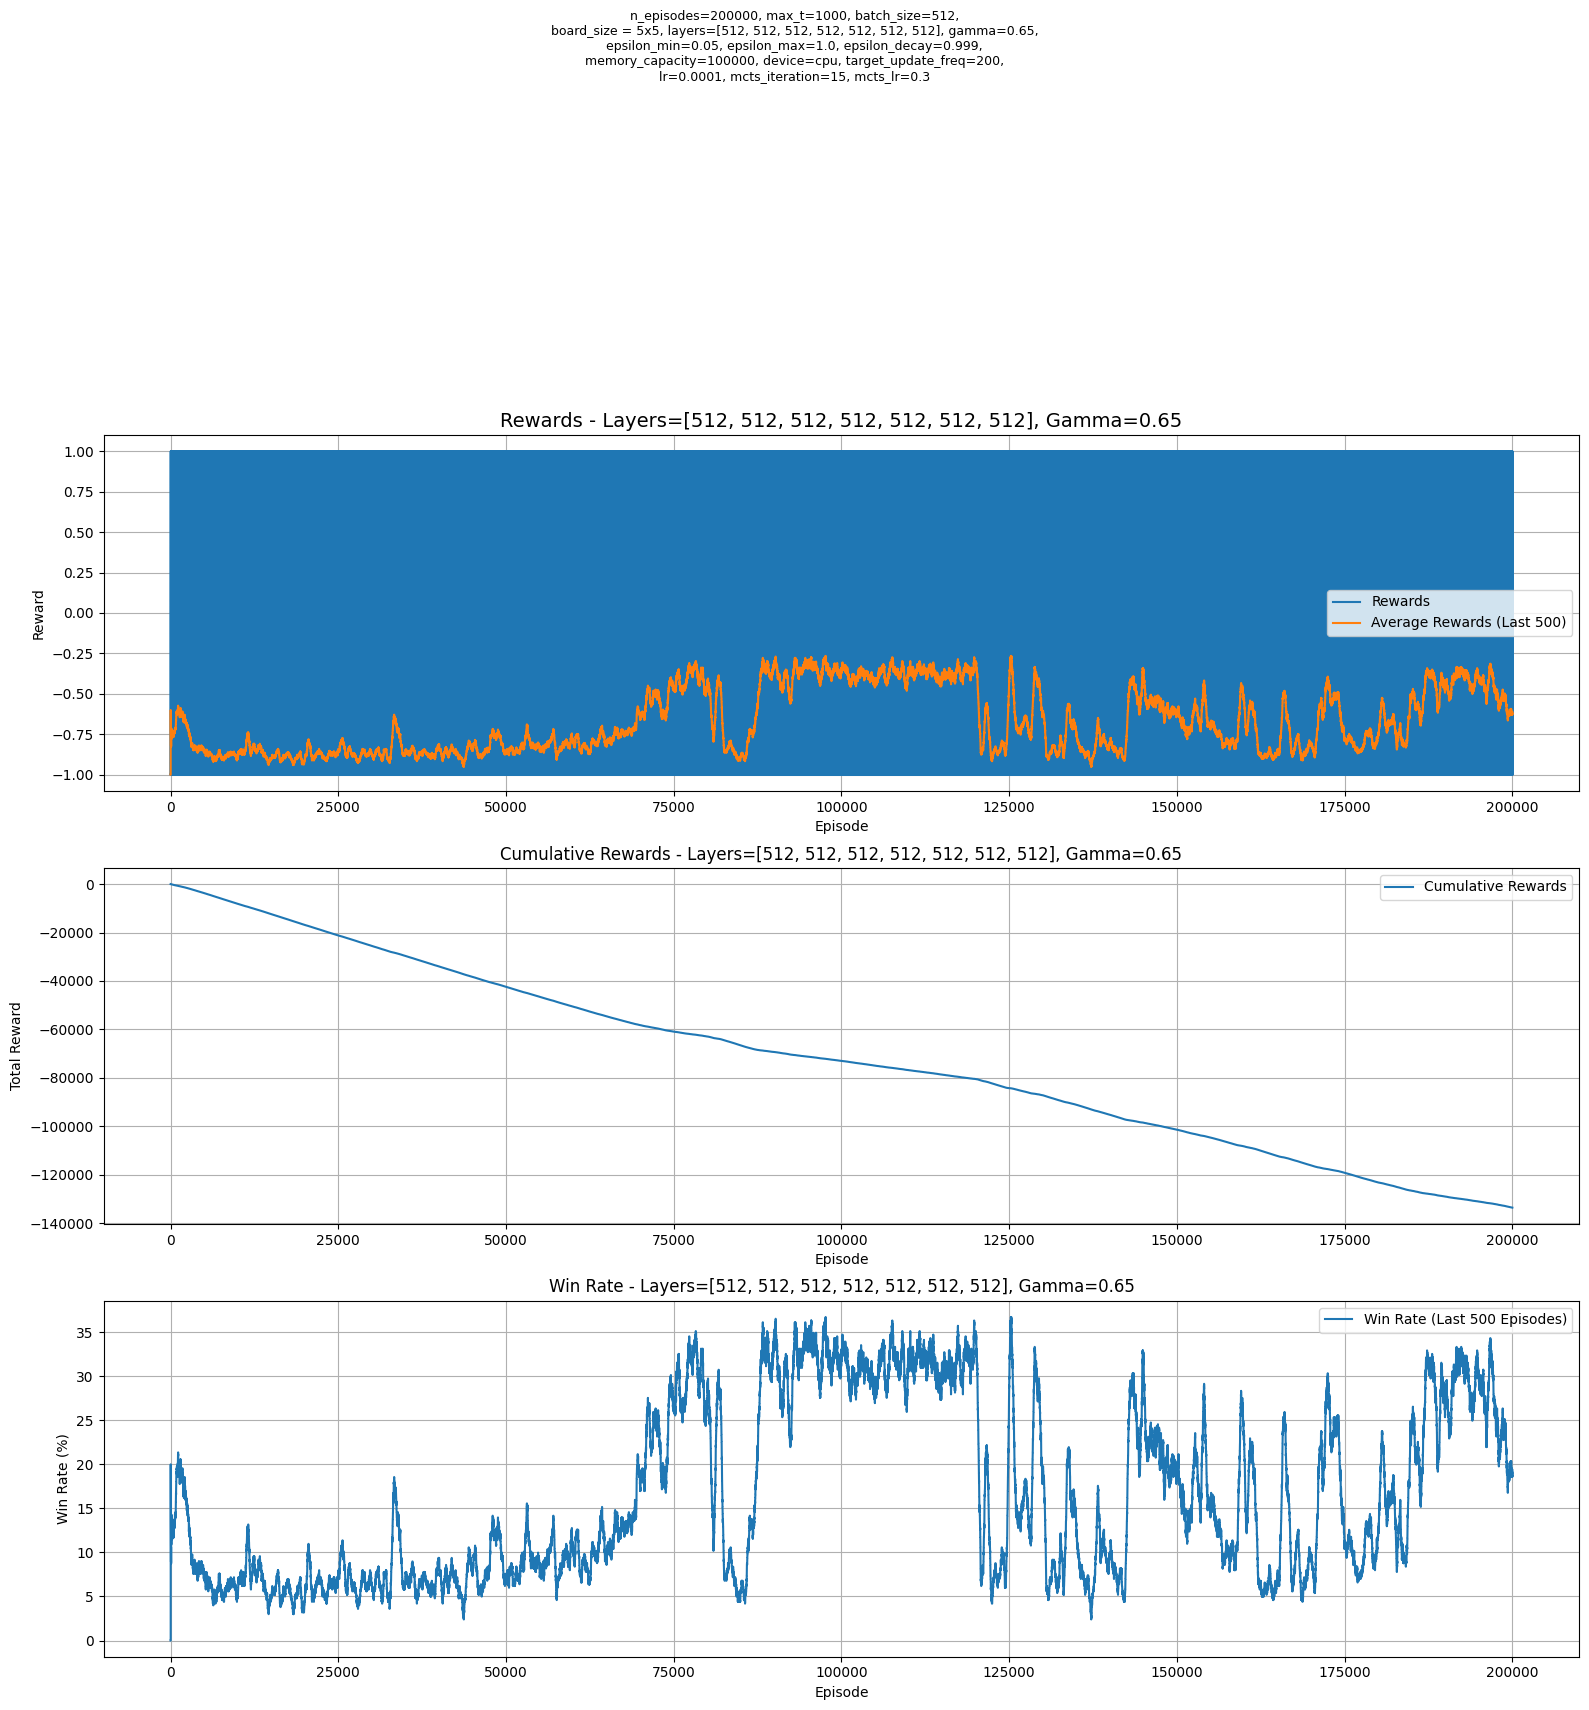 n_episodes=200000, max_t=1000, batch_size=512,
board_size = 5x5, layers=[512, 512, 512, 512, 512, 512, 512], gamma=0.65,
epsilon_min=0.05, epsilon_max=1.0, epsilon_decay=0.999,
memory_capacity=100000, device=cpu, target_update_freq=200,
lr=0.0001, mcts_iteration=15, mcts_lr=0.3
Rewards - Layers=[512, 512, 512, 512, 512, 512, 512], Gamma=0.65
1.00
0.75
0.50
0.25
0.00
−0.25
−0.50
−0.75
−1.00
Reward
Rewards
Average Rewards (Last 500)
0 25000 50000 75000 100000 125000 150000 175000 200000
Episode
Cumulative Rewards - Layers=[512, 512, 512, 512, 512, 512, 512], Gamma=0.65
0
−20000
−40000
−60000
−80000
−100000
−120000
−140000
Total Reward
Cumulative Rewards
0 25000 50000 75000 100000 125000 150000 175000 200000
Episode
Win Rate - Layers=[512, 512, 512, 512, 512, 512, 512], Gamma=0.65
35
30
25
20
15
10
5
0
Win Rate (%)
Win Rate (Last 500 Episodes)
0 25000 50000 75000 100000 125000 150000 175000 200000
Episode